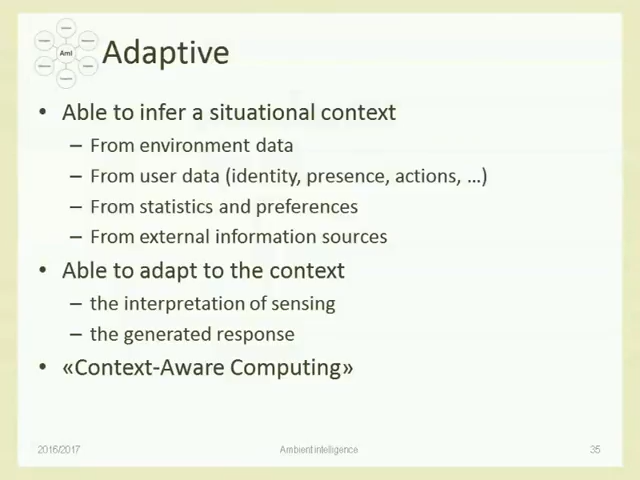 AmI
Adaptive
• Able to infer a situational context
– From environment data
– From user data (identity, presence, actions, ...)
– From statistics and preferences
– From external information sources
• Able to adapt to the context
– the interpretation of sensing
– the generated response
• «Context-Aware Computing»
2016/2017
Ambient intelligence
35